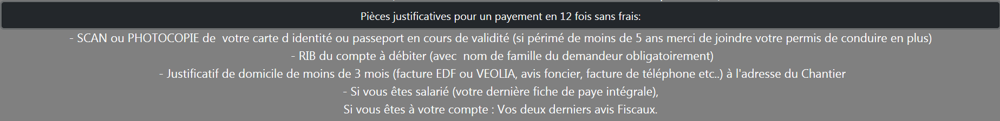 Pièces justificatives pour un payement en 12 fois sans frais:
- SCAN ou PHOTOCOPIE de  votre carte d identité ou passeport en cours de validité (si périmé de moins de 5 ans merci de joindre votre permis de conduire en plus)
- RIB du compte à débiter (avec  nom de famille du demandeur obligatoirement)
- Justificatif de domicile de moins de 3 mois (facture EDF ou VEOLIA, avis foncier, facture de téléphone etc..) à l'adresse du Chantier
- Si vous êtes salarié (votre dernière fiche de paye intégrale),
Si vous êtes à votre compte : Vos deux derniers avis Fiscaux.